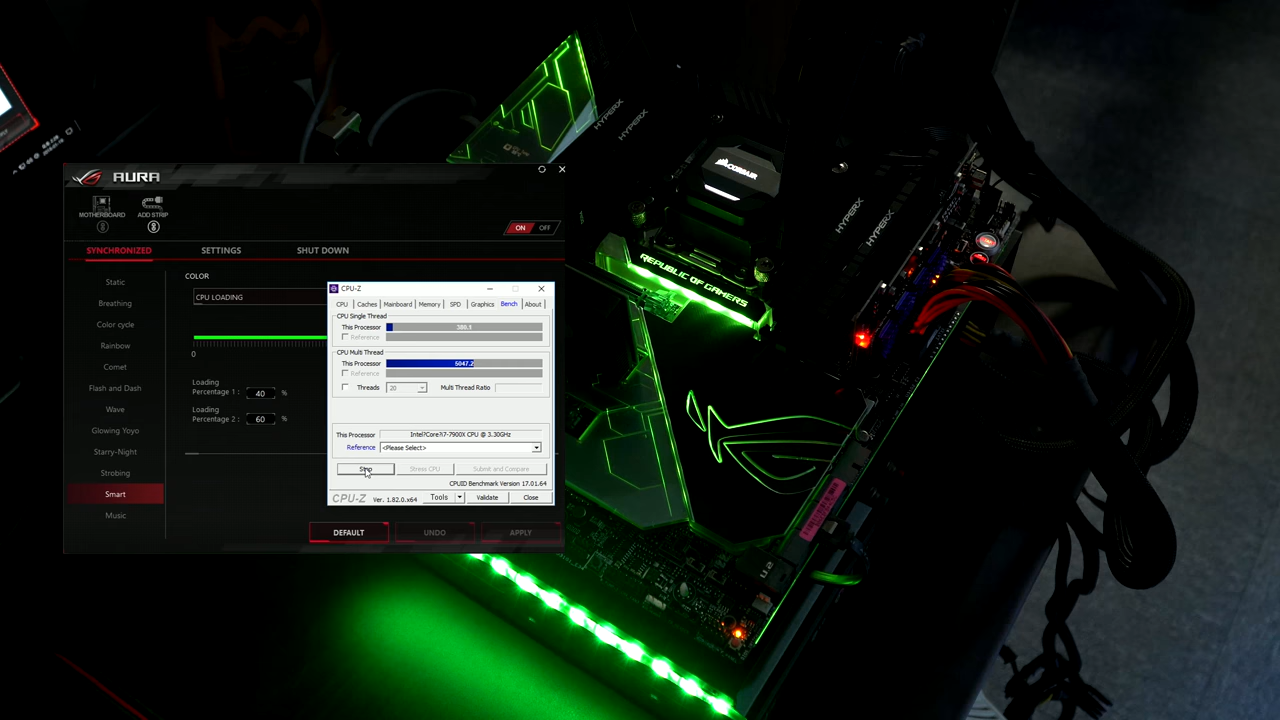 HYPERX
HYPERX
CORSAIR
HYPERX
HYPERX
REPUBLIC OF GAMERS
U.2
AURA
MOTHERBOARD
ADD STRIP
ON
OFF
SYNCHRONIZED
SETTINGS
SHUT DOWN
Static
Breathing
Color cycle
Rainbow
Comet
Flash and Dash
Wave
Glowing Yoyo
Starry-Night
Strobing
Smart
Music
COLOR
CPU LOADING
0
Loading
Percentage 1 : 40 %
Loading
Percentage 2 : 60 %
DEFAULT
UNDO
APPLY
CPU-Z
CPU Caches Mainboard Memory SPD Graphics Bench About
CPU Single Thread
This Processor
Reference
CPU Multi Thread
This Processor 5047.2
Reference
Threads 20 Multi Thread Ratio
This Processor Intel?Core?i7-7900X CPU @ 3.30GHz
Reference <Please Select>
Stop Stress CPU Submit and Compare
CPUID Benchmark Version 17.01.64
CPU-Z Ver. 1.82.0.x64 Tools Validate Close